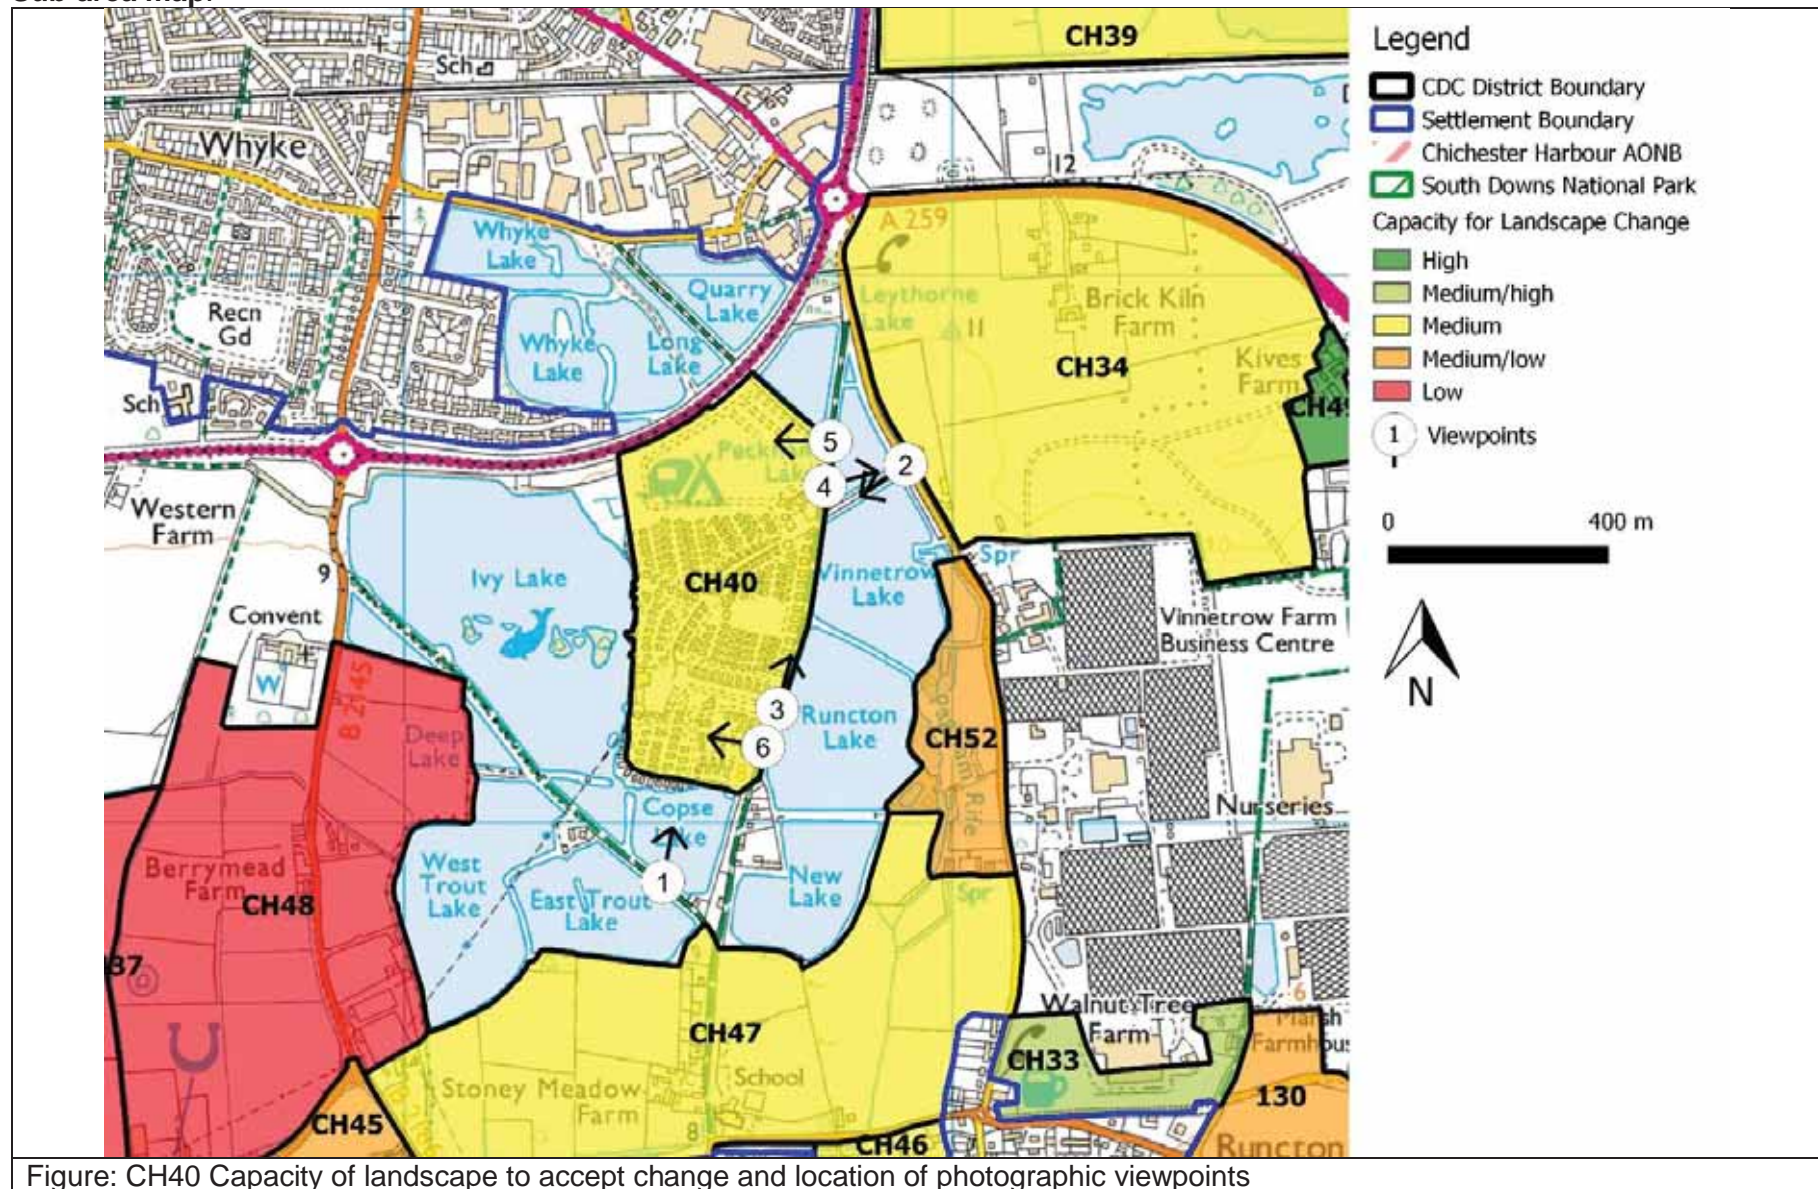 CH39
Sch
Whyke
12
A 259
Whyke
Lake
Quarry
Lake
Leythorne
Lake
11
Brick Kiln
Farm
Recn
Gd
Whyke
Lake
Long
Lake
CH34
Kives
Farm
Sch
5
2
4
Western
Farm
9
Ivy Lake
CH40
Vinnetrow
Lake
Spr
Convent
W
Vinnetrow Farm
Business Centre
B 2145
Deep
Lake
3
6
Runcton
Lake
CH52
Copse
Nurseries
Berrymead
Farm
CH48
West
Trout
Lake
East Trout
Lake
1
New
Lake
Spr
37
CH47
Walnut Tree
Farm
6
Marsh
CH33
Stoney Meadow
Farm
School
8
CH45
CH46
130
Runcton
Legend
CDC District Boundary
Settlement Boundary
Chichester Harbour AONB
South Downs National Park
Capacity for Landscape Change
High
Medium/high
Medium
Medium/low
Low
1 Viewpoints
0 400 m
N
Figure: CH40 Capacity of landscape to accept change and location of photographic viewpoints